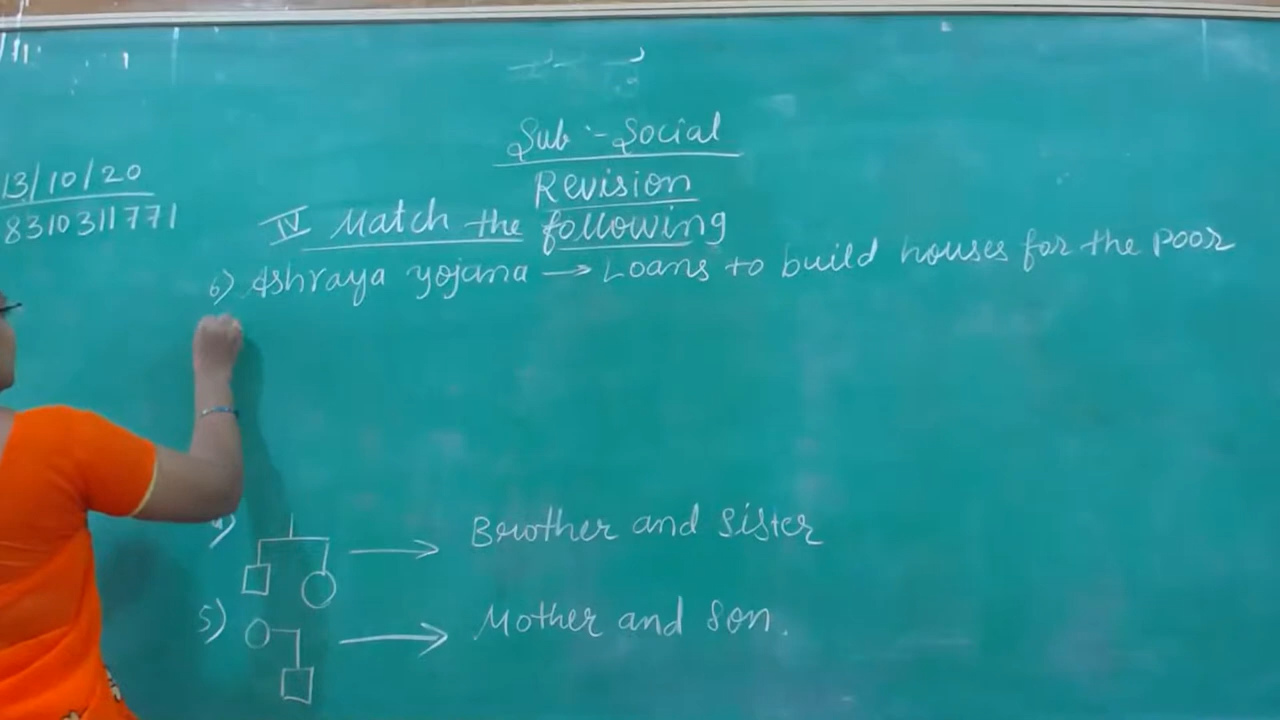 Sub :- Social
13/10/20
Revision
8310311771
IV Match the following
6) Ashraya yojana → Loans to build houses for the poor
4) → Brother and Sister
5) → Mother and Son.